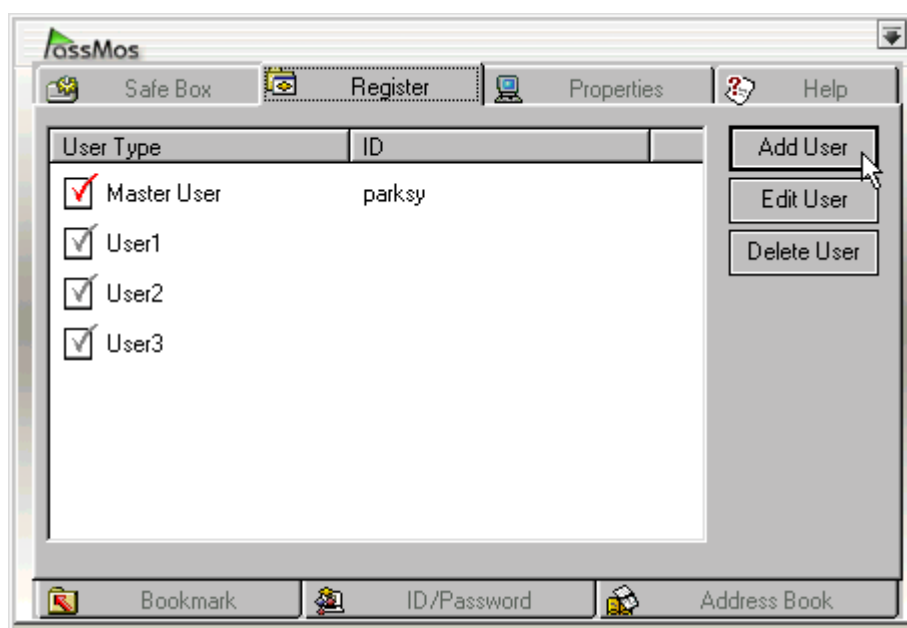 PassMos
Safe Box Register Properties Help
User Type ID
Add User
Master User parksy
Edit User
User1
Delete User
User2
User3
Bookmark ID/Password Address Book